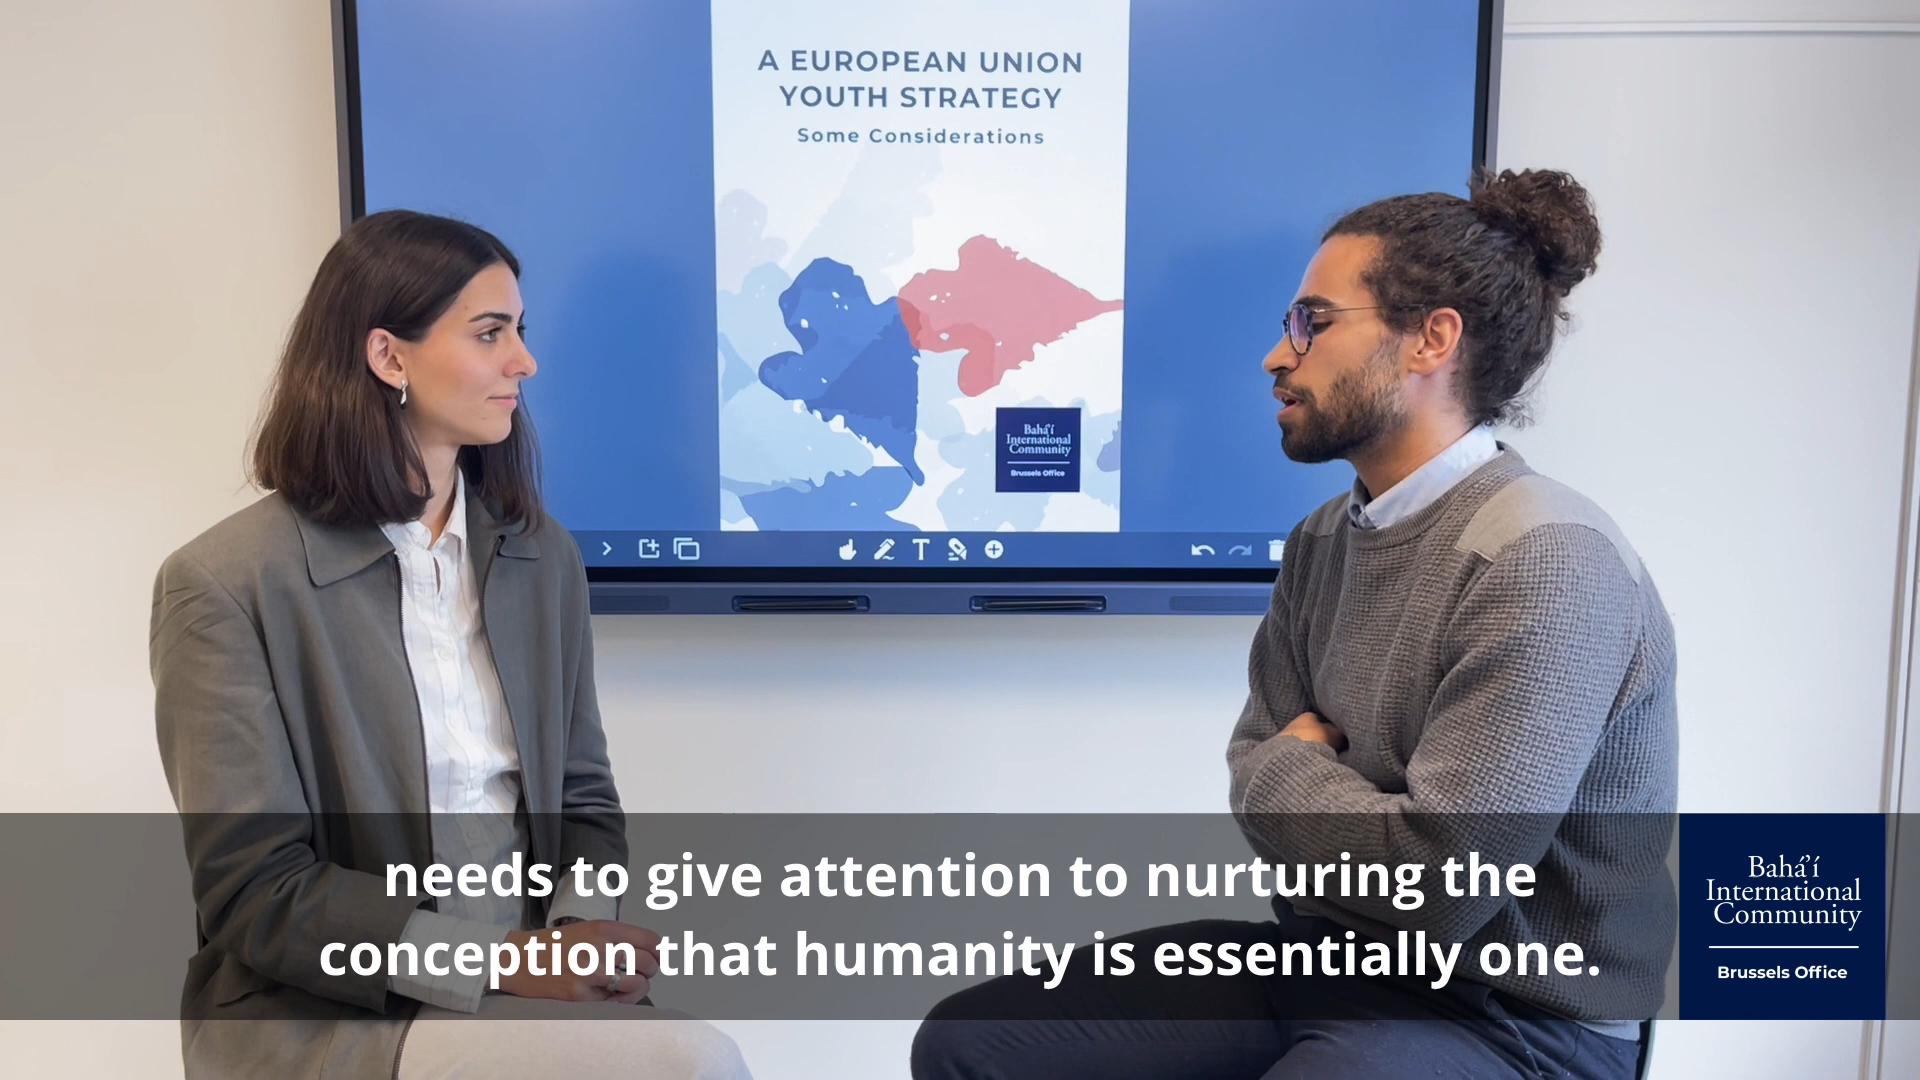 A EUROPEAN UNION
YOUTH STRATEGY
Some Considerations
Bahá'í
International
Community
Brussels Office
needs to give attention to nurturing the
conception that humanity is essentially one.
Bahá'í
International
Community
Brussels Office